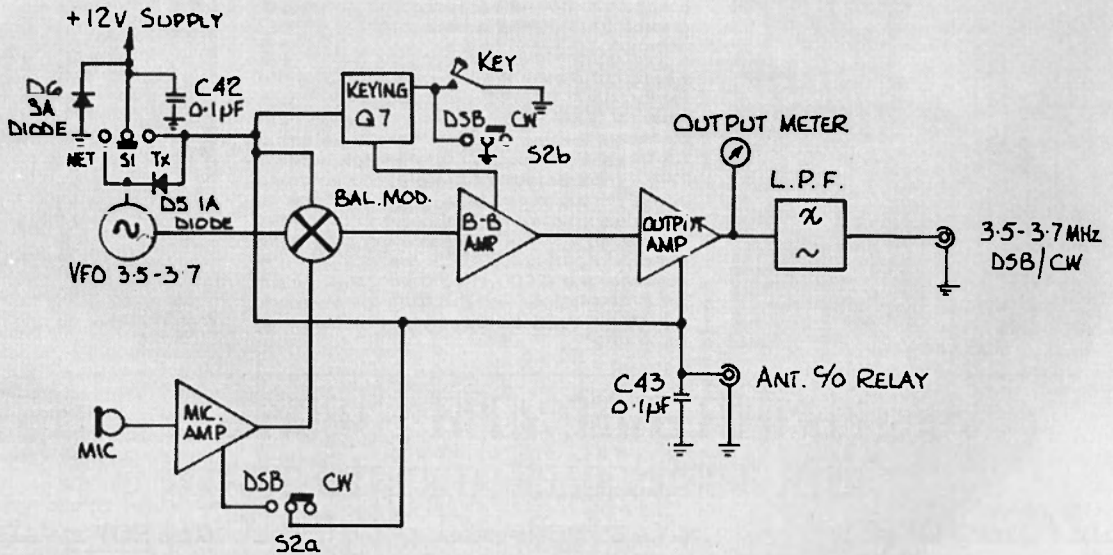 +12V SUPPLY
D6
3A
DIODE
C42
0.1µF
NET
S1
Tx
D5 1A
DIODE
VFO 3.5-3.7
KEYING
Q7
KEY
DSB
CW
S2b
BAL. MOD.
B-B
AMP
OUTPUT
AMP
OUTPUT METER
L.P.F.
3.5-3.7 MHz
DSB/CW
C43
0.1µF
ANT. C/O RELAY
MIC
MIC.
AMP
DSB
CW
S2a